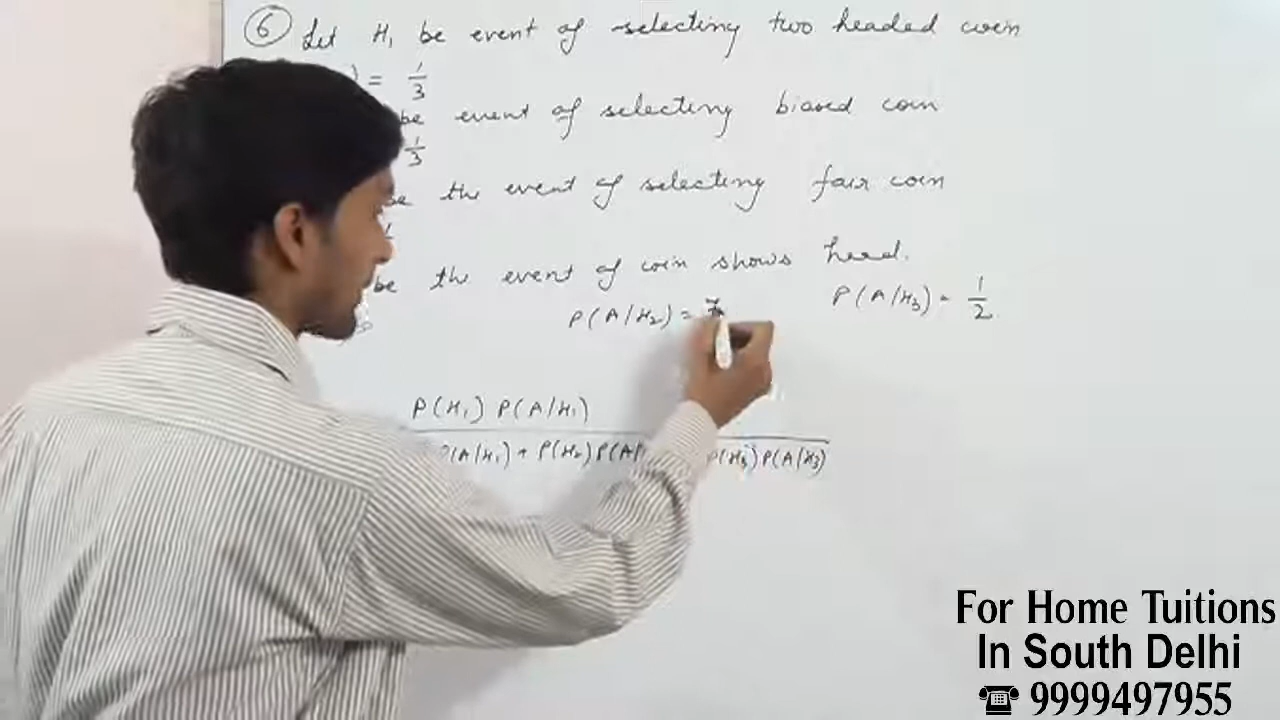 6 Let H₁ be event of selecting two headed coin
) = 1/3
be event of selecting biased coin
1/3
be the event of selecting fair coin
be the event of coin shows head.
P(A/H₂) = P(A/H₃) = 1/2
P(H₁) P(A/H₁)
P(A/H₁) + P(H₂) P(A/ P(H₃) P(A/H₃)
For Home Tuitions
In South Delhi
☎ 9999497955